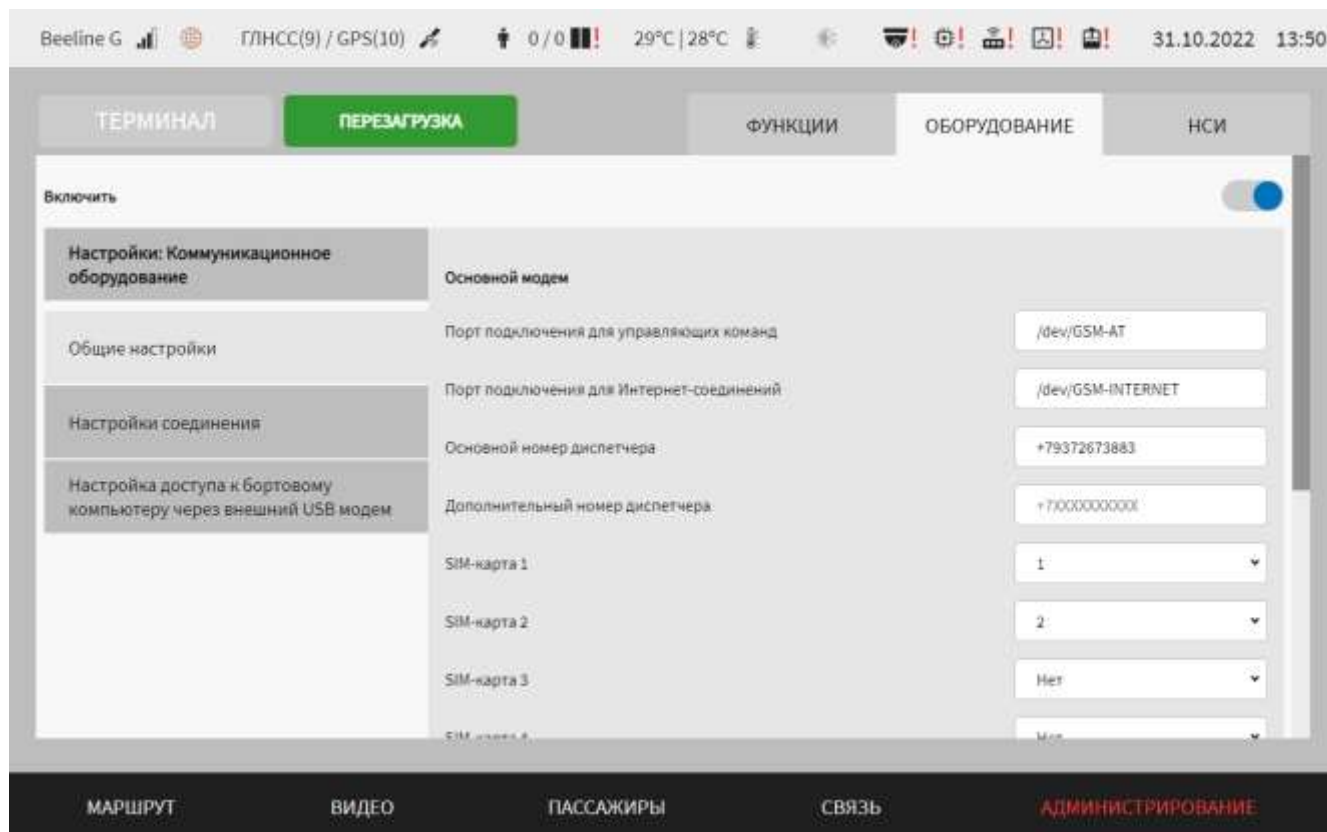 Beeline G ГЛНСС(9) / GPS(10) 0 / 0 ! 29°C | 28°C ! ! ! ! ! 31.10.2022 13:50
ТЕРМИНАЛ ПЕРЕЗАГРУЗКА ФУНКЦИИ ОБОРУДОВАНИЕ НСИ
Включить
Настройки: Коммуникационное
оборудование
Общие настройки
Настройки соединения
Настройка доступа к бортовому
компьютеру через внешний USB модем
Основной модем
Порт подключения для управляющих команд /dev/GSM-AT
Порт подключения для Интернет-соединений /dev/GSM-INTERNET
Основной номер диспетчера +79372673883
Дополнительный номер диспетчера
SIM-карта 1 1
SIM-карта 2 2
SIM-карта 3 Нет
SIM-карта 4 Нет
МАРШРУТ ВИДЕО ПАССАЖИРЫ СВЯЗЬ АДМИНИСТРИРОВАНИЕ